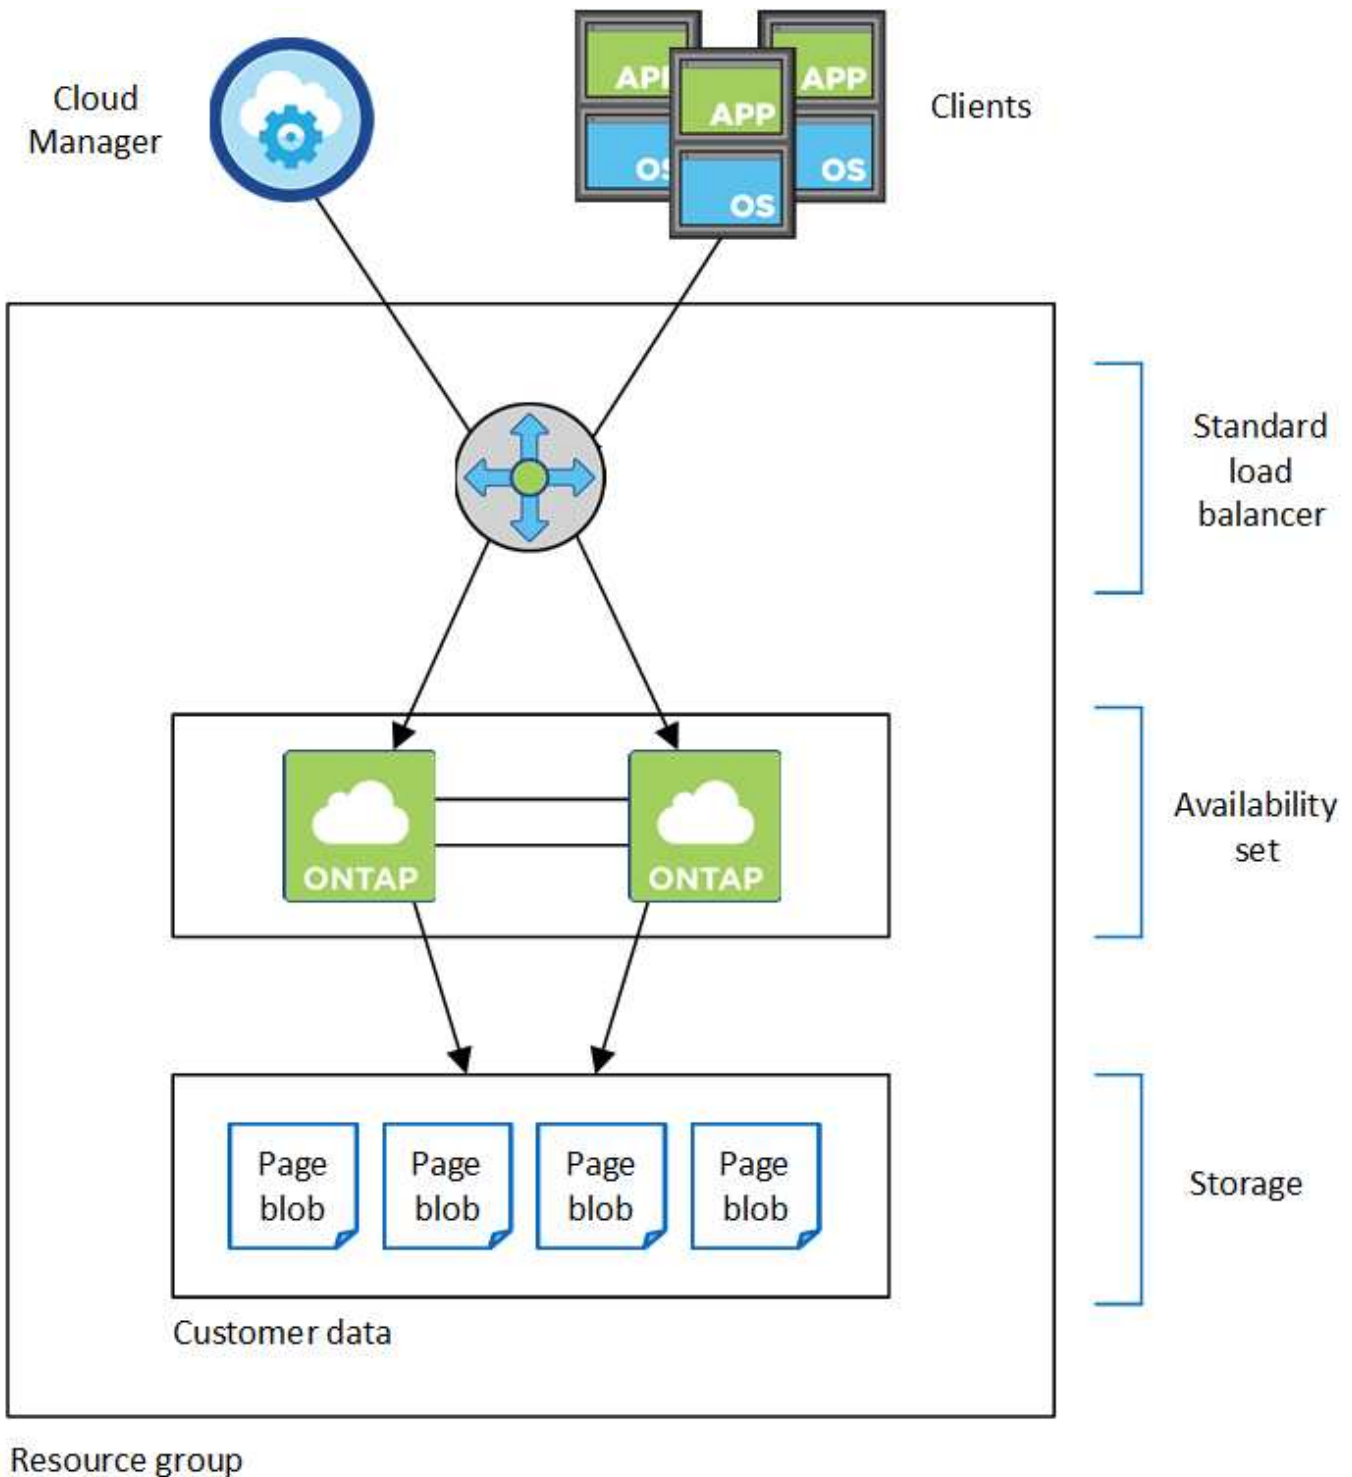 Cloud
Manager
APP
APP
APP
OS
OS
OS
Clients
Standard
load
balancer
ONTAP
ONTAP
Availability
set
Page
blob
Page
blob
Page
blob
Page
blob
Storage
Customer data
Resource group